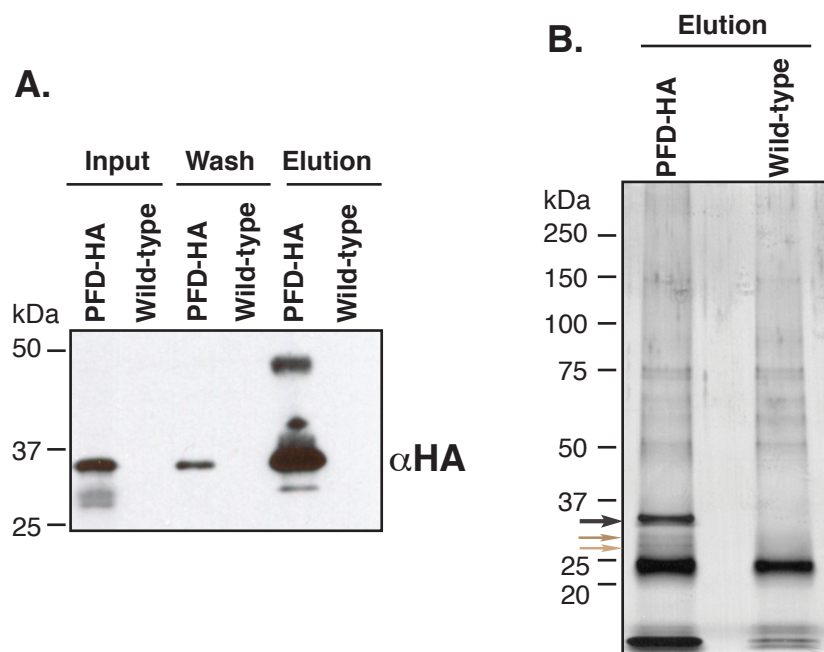 A.
Input Wash Elution
PFD-HA Wild-type PFD-HA Wild-type PFD-HA Wild-type
kDa
50
37
25
αHA
B.
Elution
PFD-HA Wild-type
kDa
250
150
100
75
50
37
25
20